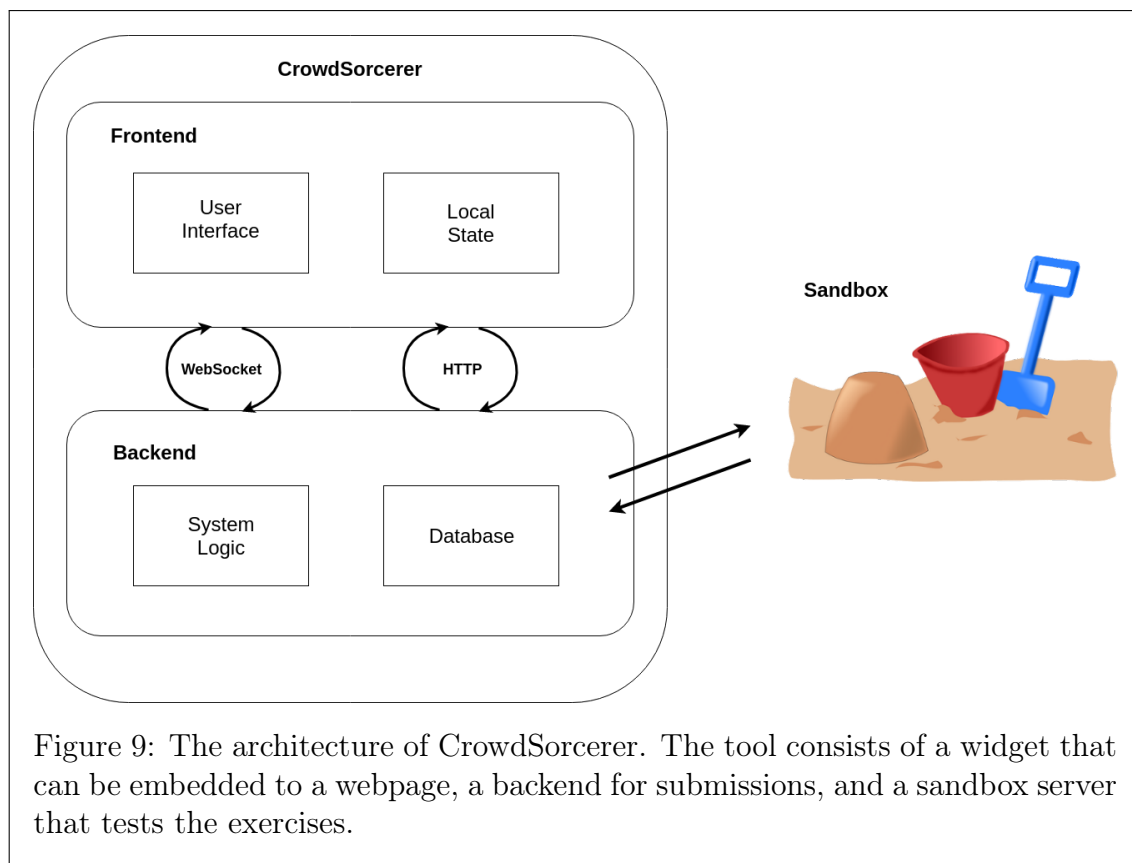 CrowdSorcerer
Frontend
User
Interface
Local
State
WebSocket
HTTP
Sandbox
Backend
System
Logic
Database
Figure 9: The architecture of CrowdSorcerer. The tool consists of a widget that
can be embedded to a webpage, a backend for submissions, and a sandbox server
that tests the exercises.